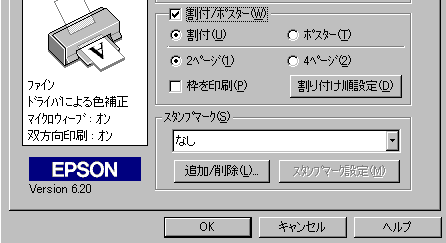 割付/ポスター(W)
割付(U)
ポスター(T)
2ページ(1)
4ページ(2)
枠を印刷(P)
割り付け順設定(O)
A
ファイン
ドライバによる色補正
マイクロウィーブ：オン
双方向印刷：オン
スタンプマーク(S)
なし
追加/削除(L)...
スタンプマーク設定(M)
EPSON
Version 6.20
OK
キャンセル
ヘルプ